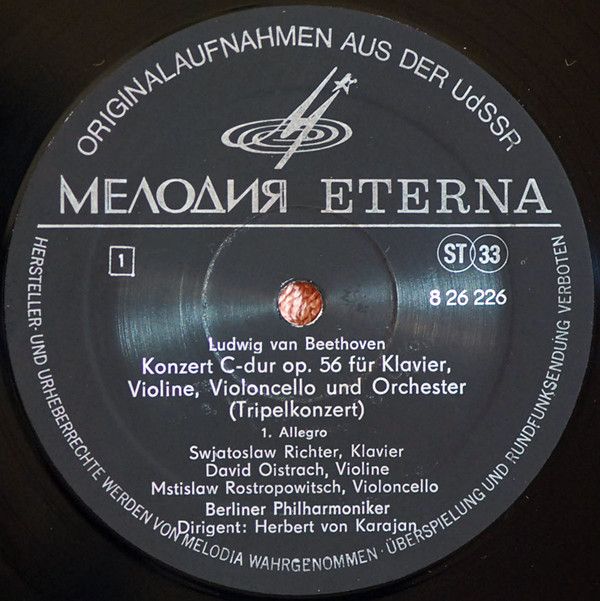 ORIGINALAUFNAHMEN AUS DER UdSSR
МЕЛОДИЯ ETERNA
1
ST 33
8 26 226
Ludwig van Beethoven
Konzert C-dur op. 56 für Klavier,
Violine, Violoncello und Orchester
(Tripelkonzert)
1. Allegro
Swjatoslaw Richter, Klavier
David Oistrach, Violine
Mstislaw Rostropowitsch, Violoncello
Berliner Philharmoniker
Dirigent: Herbert von Karajan
HERSTELLER- UND URHEBERRECHTE WERDEN VON MELODIA WAHRGENOMMEN · ÜBERSPIELUNG UND RUNDFUNKSENDUNG VERBOTEN